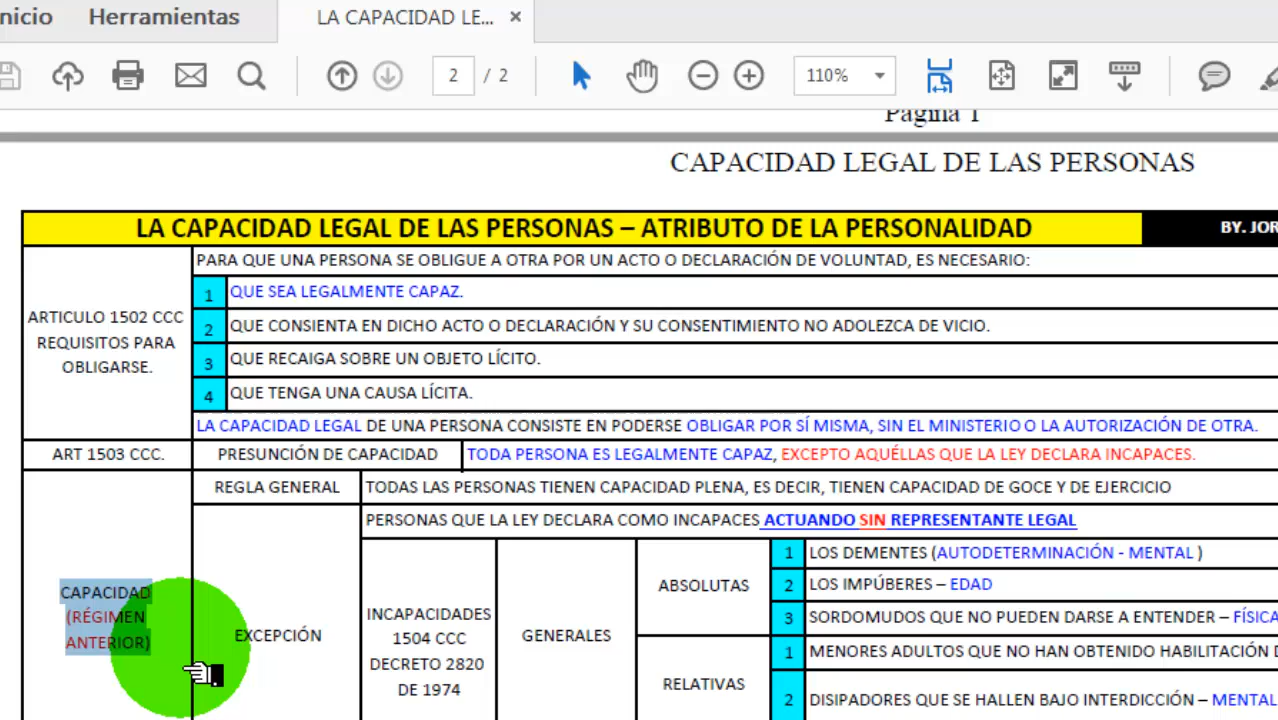 nicio
Herramientas
LA CAPACIDAD LE...
2 / 2
110%
Página 1
CAPACIDAD LEGAL DE LAS PERSONAS
LA CAPACIDAD LEGAL DE LAS PERSONAS – ATRIBUTO DE LA PERSONALIDAD
BY. JOR
ARTICULO 1502 CCC
REQUISITOS PARA
OBLIGARSE.
PARA QUE UNA PERSONA SE OBLIGUE A OTRA POR UN ACTO O DECLARACIÓN DE VOLUNTAD, ES NECESARIO:
1 QUE SEA LEGALMENTE CAPAZ.
2 QUE CONSIENTA EN DICHO ACTO O DECLARACIÓN Y SU CONSENTIMIENTO NO ADOLEZCA DE VICIO.
3 QUE RECAIGA SOBRE UN OBJETO LÍCITO.
4 QUE TENGA UNA CAUSA LÍCITA.
LA CAPACIDAD LEGAL DE UNA PERSONA CONSISTE EN PODERSE OBLIGAR POR SÍ MISMA, SIN EL MINISTERIO O LA AUTORIZACIÓN DE OTRA.
ART 1503 CCC.
PRESUNCIÓN DE CAPACIDAD
TODA PERSONA ES LEGALMENTE CAPAZ, EXCEPTO AQUÉLLAS QUE LA LEY DECLARA INCAPACES.
CAPACIDAD
(RÉGIMEN
ANTERIOR)
REGLA GENERAL
TODAS LAS PERSONAS TIENEN CAPACIDAD PLENA, ES DECIR, TIENEN CAPACIDAD DE GOCE Y DE EJERCICIO
EXCEPCIÓN
PERSONAS QUE LA LEY DECLARA COMO INCAPACES ACTUANDO SIN REPRESENTANTE LEGAL
INCAPACIDADES
1504 CCC
DECRETO 2820
DE 1974
GENERALES
ABSOLUTAS
1 LOS DEMENTES (AUTODETERMINACIÓN - MENTAL )
2 LOS IMPÚBERES – EDAD
3 SORDOMUDOS QUE NO PUEDEN DARSE A ENTENDER – FÍSICA
RELATIVAS
1 MENORES ADULTOS QUE NO HAN OBTENIDO HABILITACIÓN D
2 DISIPADORES QUE SE HALLEN BAJO INTERDICCIÓN – MENTAL